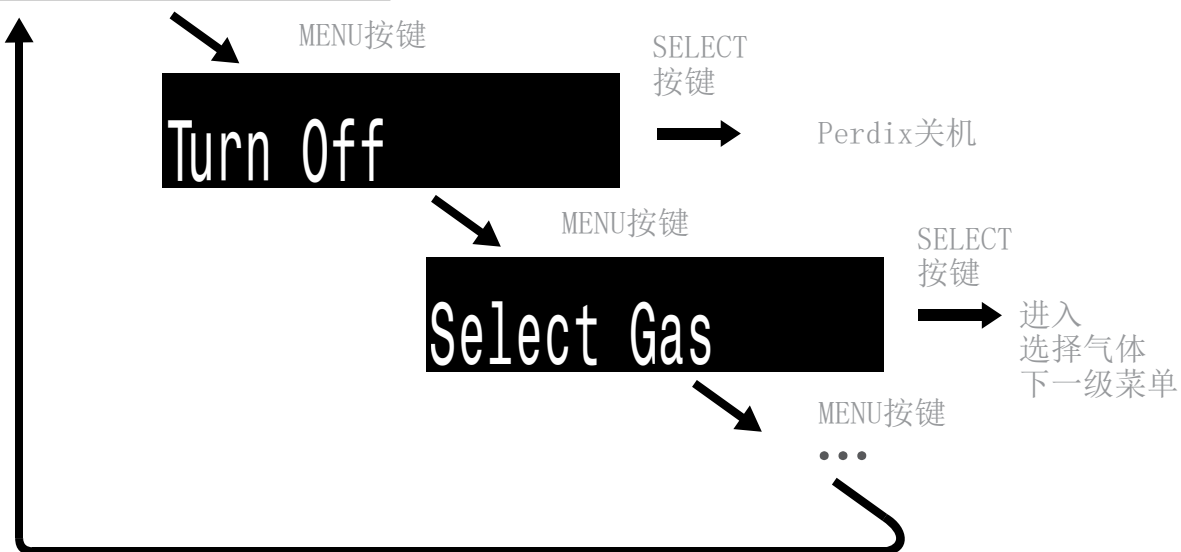 MENU按键
SELECT
按键
Turn Off
Perdix关机
MENU按键
SELECT
按键
Select Gas
进入
选择气体
下一级菜单
MENU按键
...